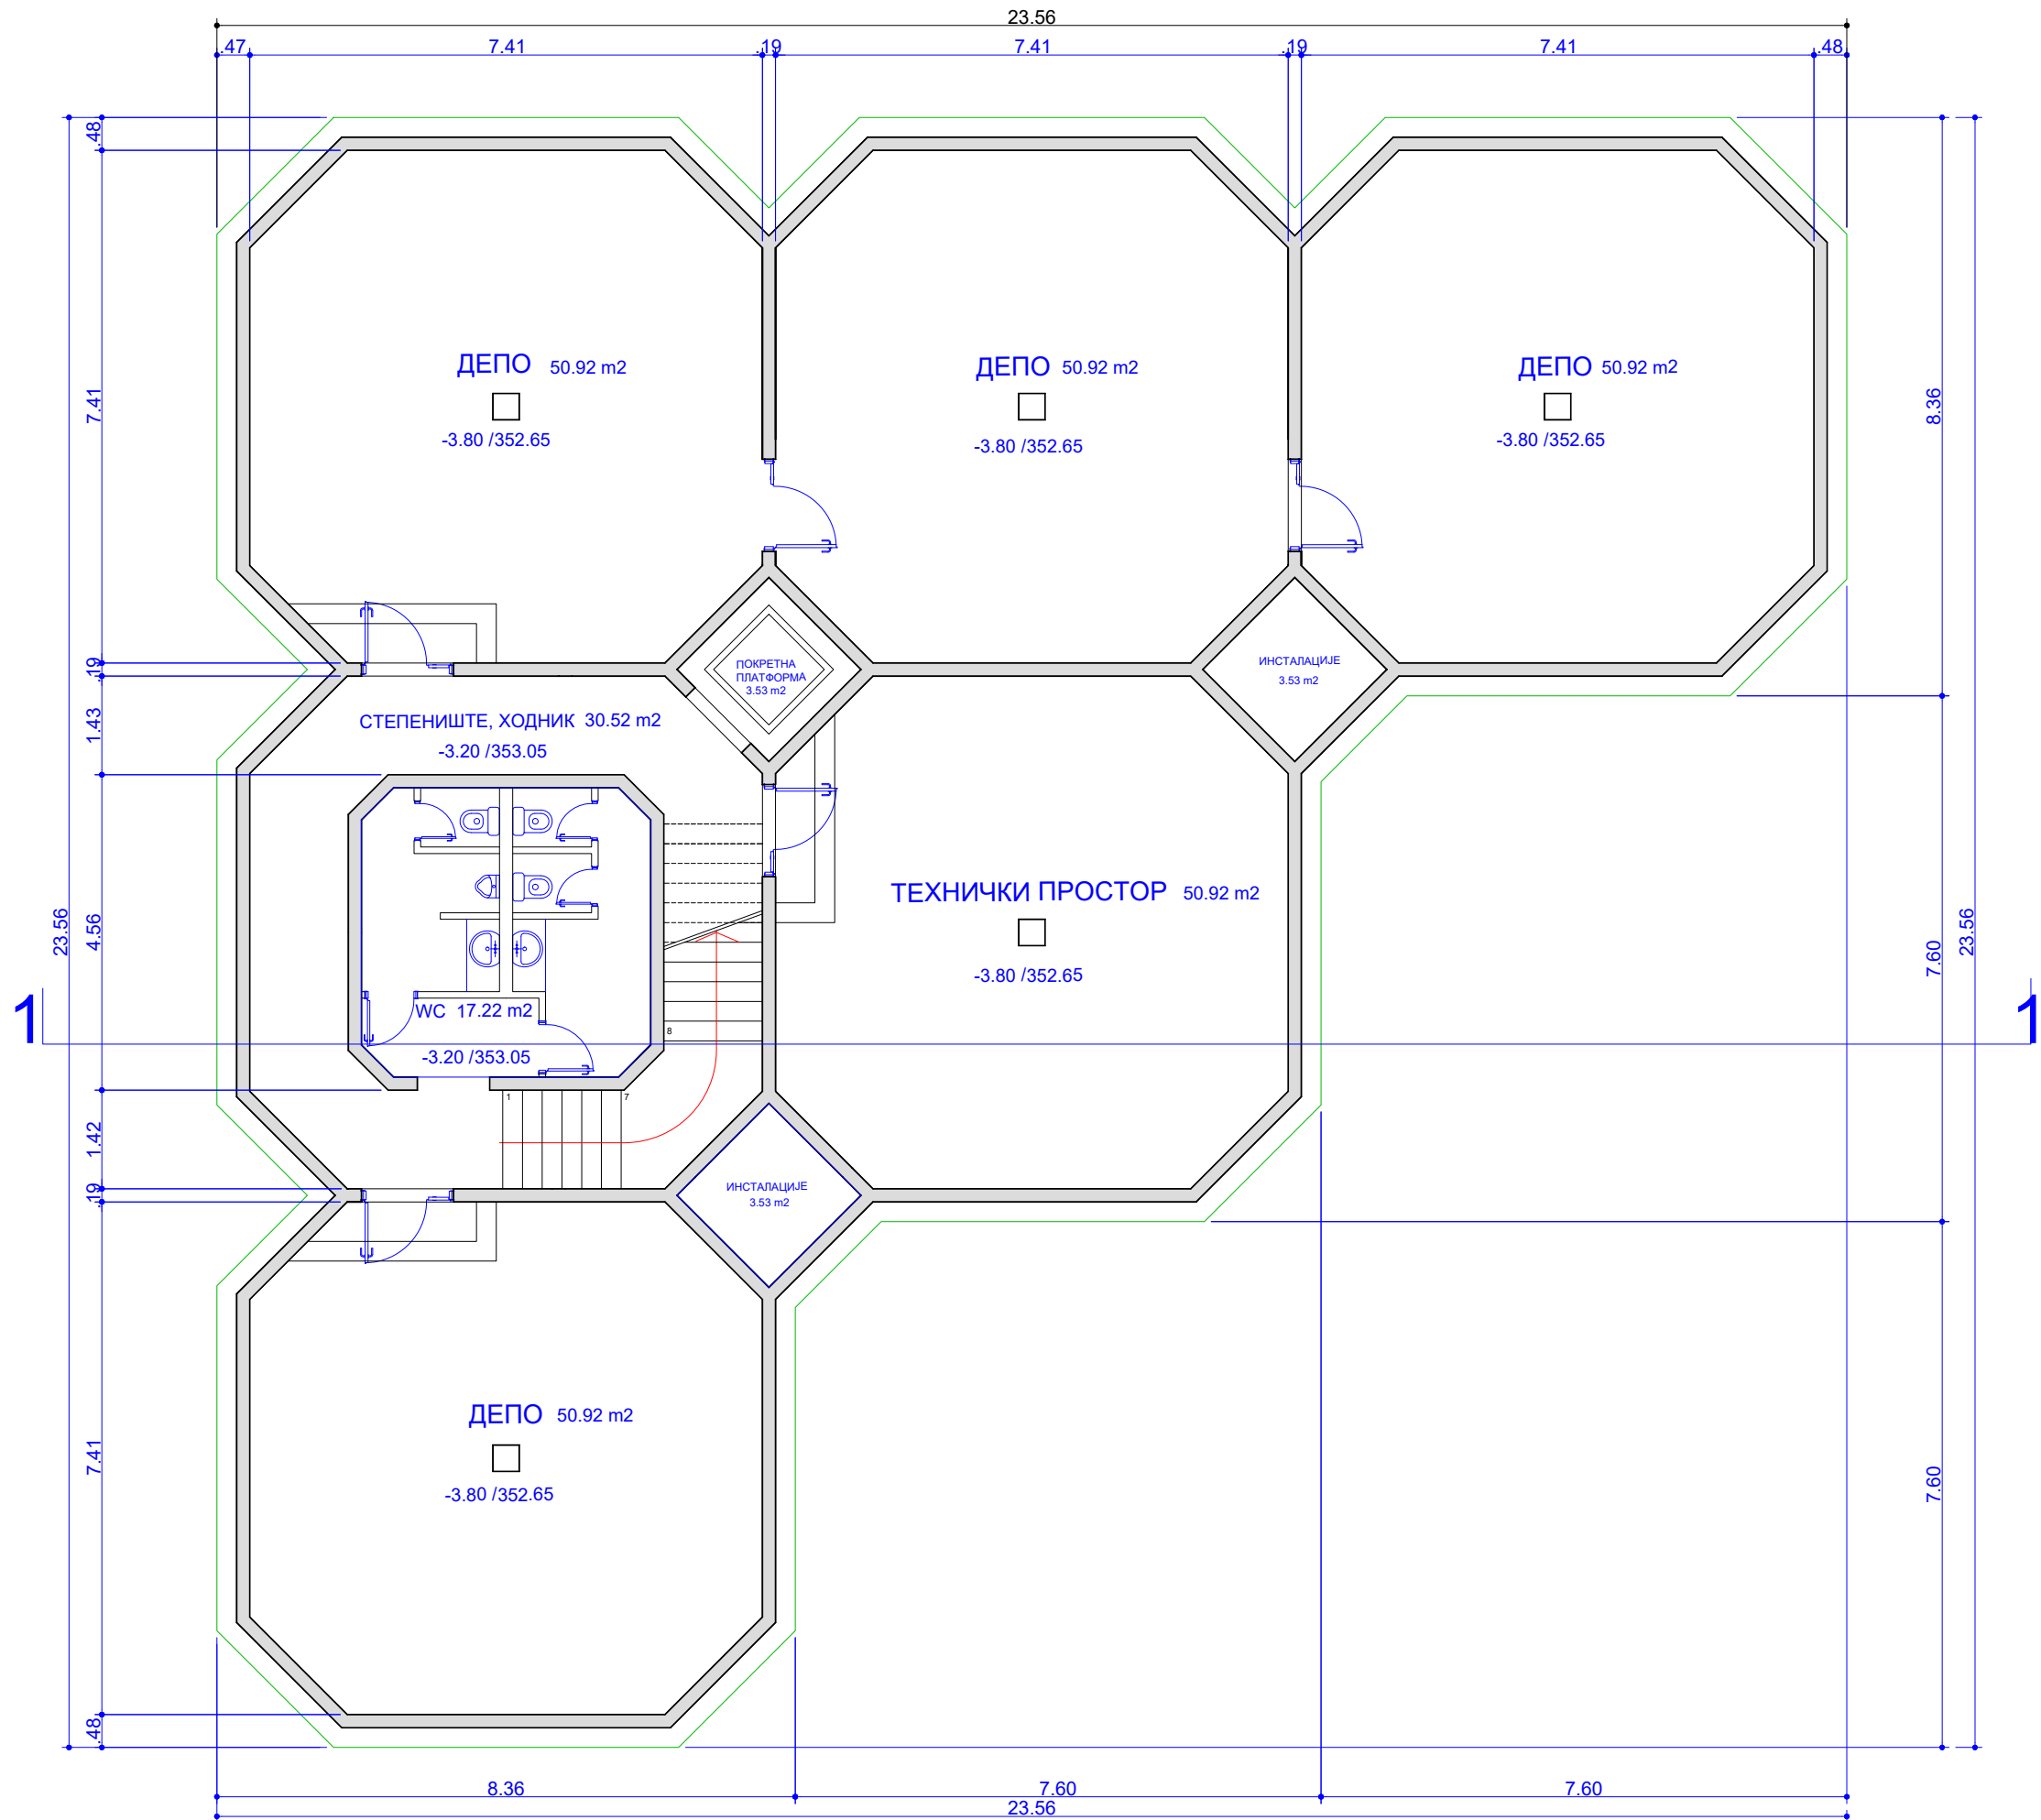 23.56
.47 7.41 .19 7.41 .19 7.41 .48
.48
7.41
.19
1.43
4.56
1.42
.19
7.41
.48
23.56
ДЕПО 50.92 m2
-3.80 /352.65
ДЕПО 50.92 m2
-3.80 /352.65
ДЕПО 50.92 m2
-3.80 /352.65
8.36
7.60
7.60
23.56
ПОКРЕТНА
ПЛАТФОРМА
3.53 m2
ИНСТАЛАЦИЈЕ
3.53 m2
СТЕПЕНИШТЕ, ХОДНИК 30.52 m2
-3.20 /353.05
ТЕХНИЧКИ ПРОСТОР 50.92 m2
-3.80 /352.65
1
1
WC 17.22 m2
-3.20 /353.05
8
1
7
ИНСТАЛАЦИЈЕ
3.53 m2
ДЕПО 50.92 m2
-3.80 /352.65
8.36 7.60 7.60
23.56